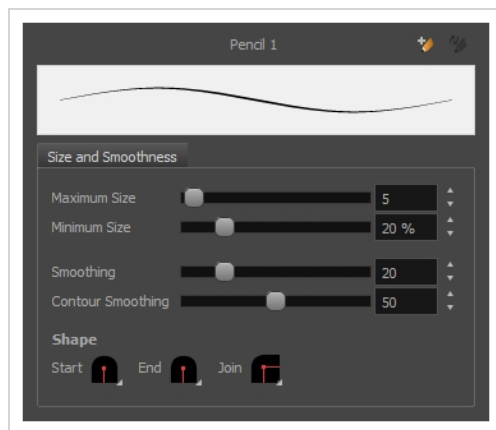 Pencil 1
Size and Smoothness
Maximum Size 5
Minimum Size 20 %
Smoothing 20
Contour Smoothing 50
Shape
Start End Join